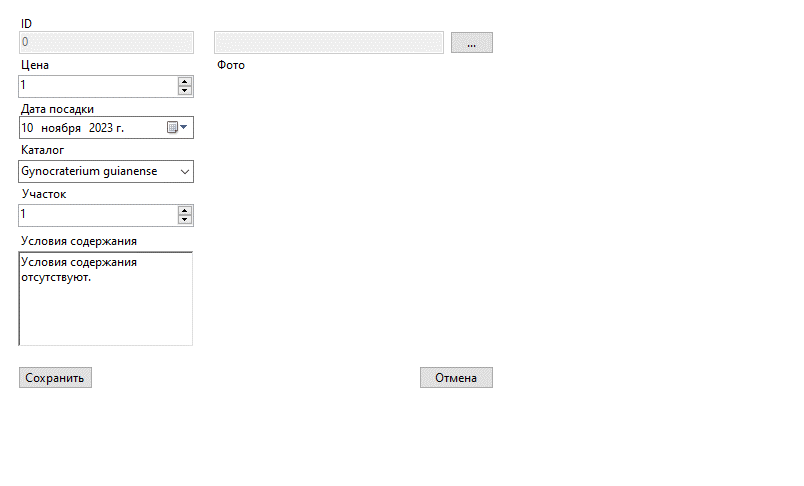 ID
0
...
Цена
Фото
1
Дата посадки
10 ноября 2023 г.
Каталог
Gynocraterium guianense
Участок
1
Условия содержания
Условия содержания
отсутствуют.
Сохранить
Отмена